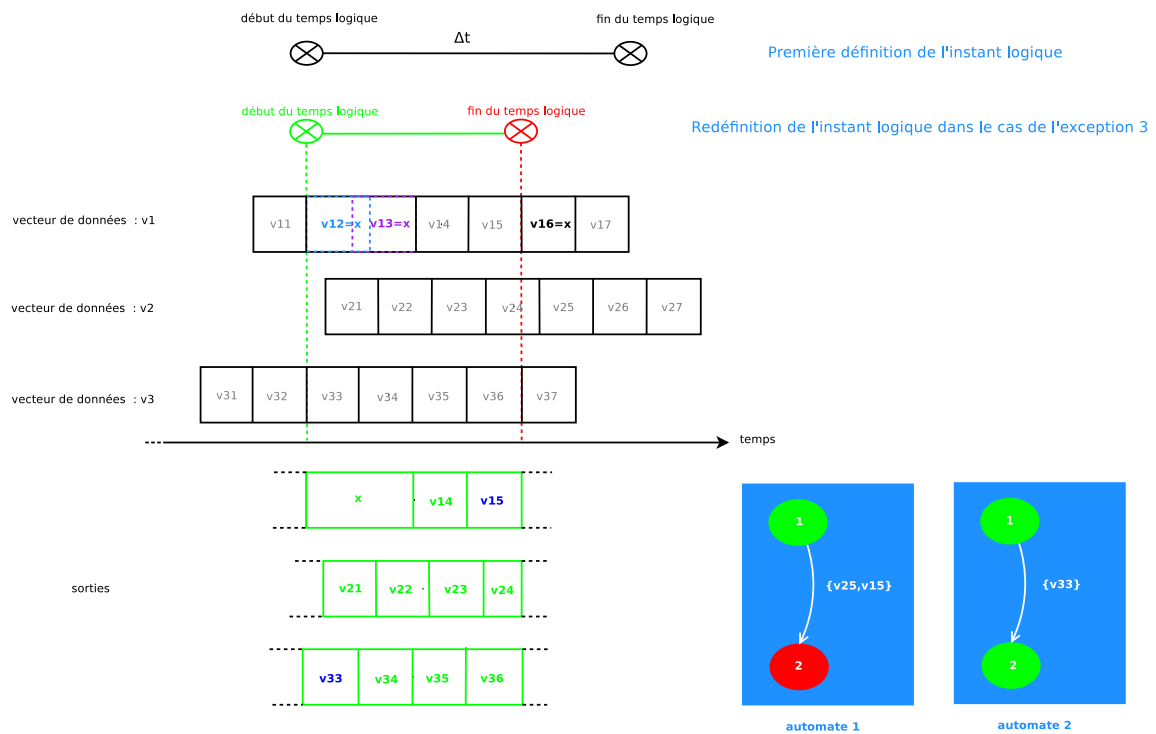 début du temps logique
fin du temps logique
Δt
Première définition de l'instant logique
début du temps logique
fin du temps logique
Redéfinition de l'instant logique dans le cas de l'exception 3
vecteur de données : v1
v11
v12=x
v13=x
v14
v15
v16=x
v17
vecteur de données : v2
v21
v22
v23
v24
v25
v26
v27
vecteur de données : v3
v31
v32
v33
v34
v35
v36
v37
temps
x
v14
v15
sorties
v21
v22
v23
v24
v33
v34
v35
v36
1
{v25,v15}
2
automate 1
1
{v33}
2
automate 2